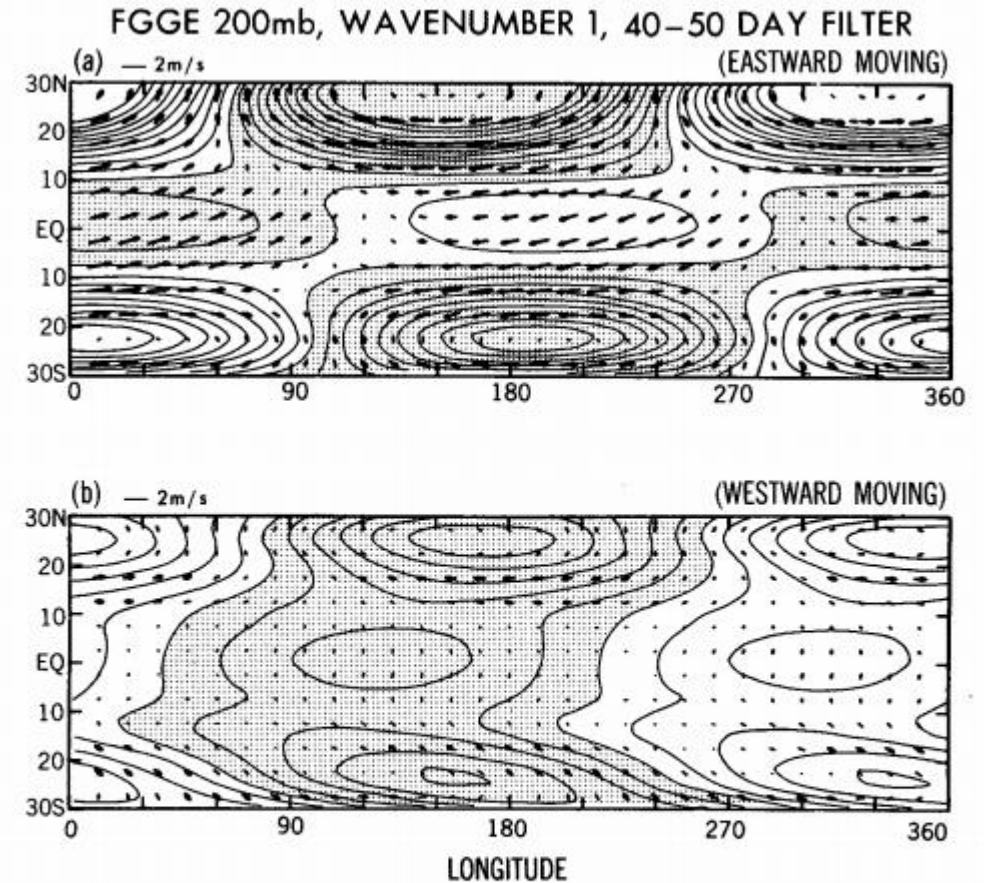 FGGE 200mb, WAVENUMBER 1, 40–50 DAY FILTER
(a) — 2m/s (EASTWARD MOVING)
30N
20
10
EQ
10
20
30S
0 90 180 270 360
(b) — 2m/s (WESTWARD MOVING)
30N
20
10
EQ
10
20
30S
0 90 180 270 360
LONGITUDE